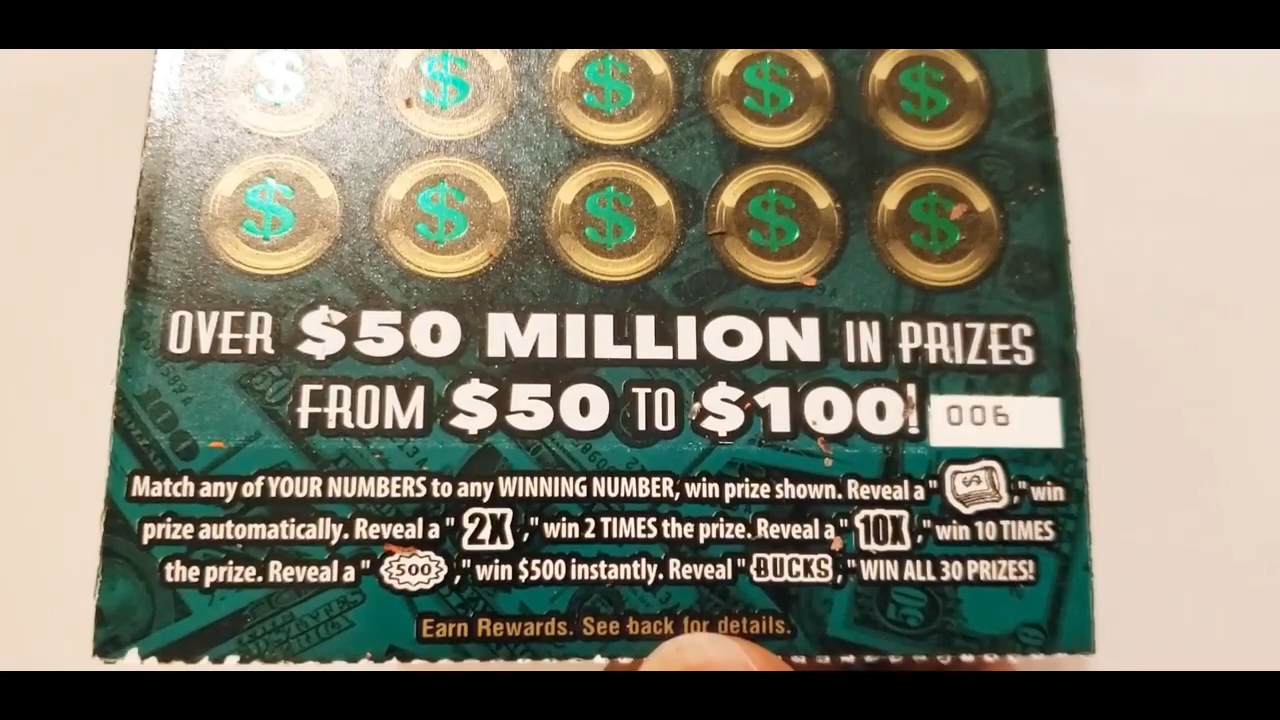 $ $ $ $ $
$ $ $ $ $
OVER $50 MILLION IN PRIZES
FROM $50 TO $100! 006
Match any of YOUR NUMBERS to any WINNING NUMBER, win prize shown. Reveal a " $ ," win
prize automatically. Reveal a " 2X ," win 2 TIMES the prize. Reveal a " 10X ," win 10 TIMES
the prize. Reveal a " $500 ," win $500 instantly. Reveal " BUCKS ," WIN ALL 30 PRIZES!
Earn Rewards. See back for details.